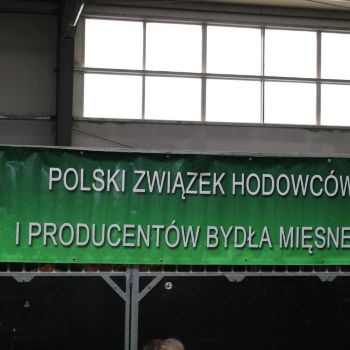 POLSKI ZWIĄZEK HODOWCÓW
I PRODUCENTÓW BYDŁA MIĘSNE